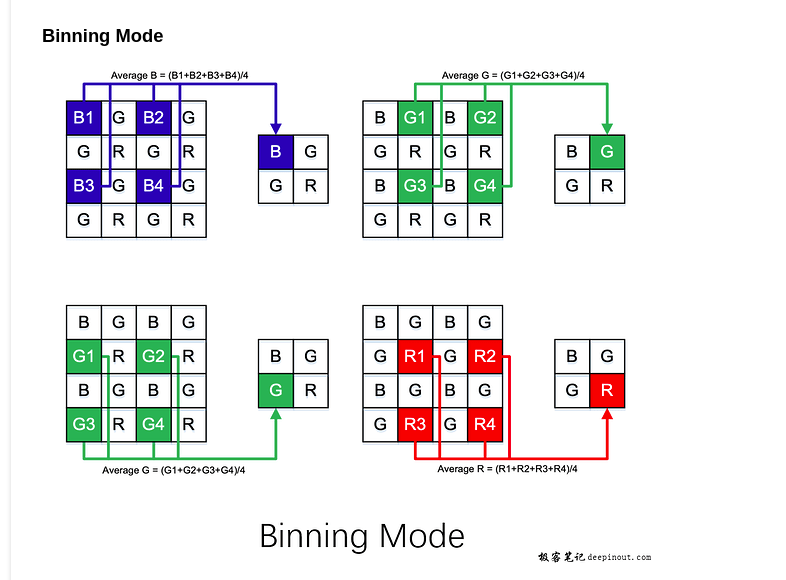 Binning Mode
Average B = (B1+B2+B3+B4)/4
B1 G B2 G
G R G R
B3 G B4 G
G R G R
B G
G R
Average G = (G1+G2+G3+G4)/4
B G1 B G2
G R G R
B G3 B G4
G R G R
B G
G R
B G B G
G1 R G2 R
B G B G
G3 R G4 R
B G
G R
Average G = (G1+G2+G3+G4)/4
B G B G
G R1 G R2
B G B G
G R3 G R4
B G
G R
Average R = (R1+R2+R3+R4)/4
Binning Mode
极客笔记 deepinout.com